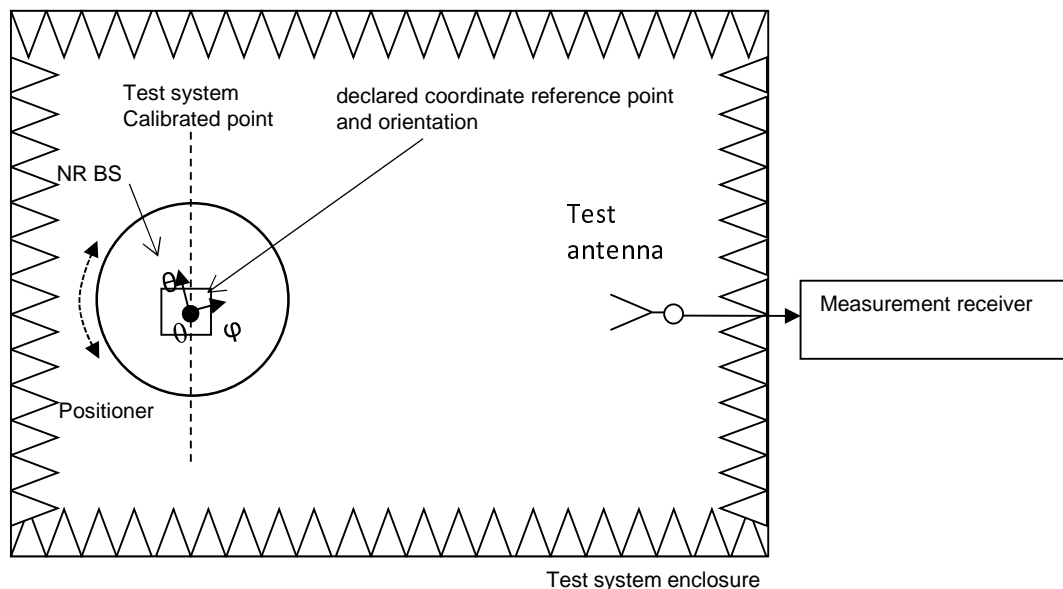 Test system
Calibrated point
declared coordinate reference point
and orientation
NR BS
Test
antenna
θ
0
φ
Measurement receiver
Positioner
Test system enclosure